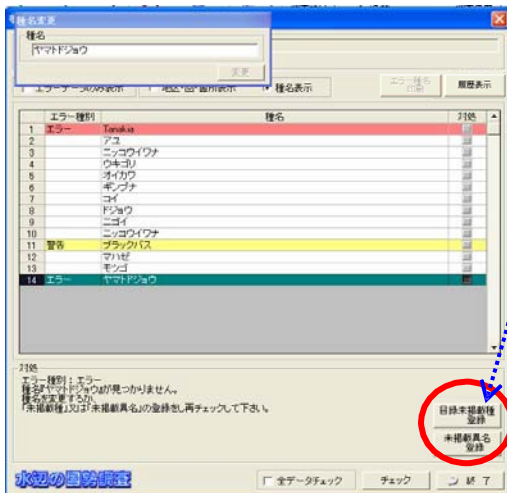 種名変更
種名
ヤマトドジョウ
変更
エラーデータのみ表示 地区・回・箇所表示 種名表示
エラー種名印刷
履歴表示
エラー種別 種名 対処
1 エラー Tanakia
2 アユ
3 ニッコウイワナ
4 ウキゴリ
5 オイカワ
6 ギンブナ
7 コイ
8 ドジョウ
9 ニゴイ
10 ニッコウイワナ
11 警告 ブラックバス
12 マハゼ
13 モツゴ
14 エラー ヤマトドジョウ
対処
エラー種別:エラー
種名『ヤマトドジョウ』が見つかりません。
種名を変更するか、
「未掲載種」又は「未掲載異名」の登録をし再チェックして下さい。
目録未掲載種
登録
未掲載異名
登録
水辺の国勢調査
全データチェック
チェック
終 了